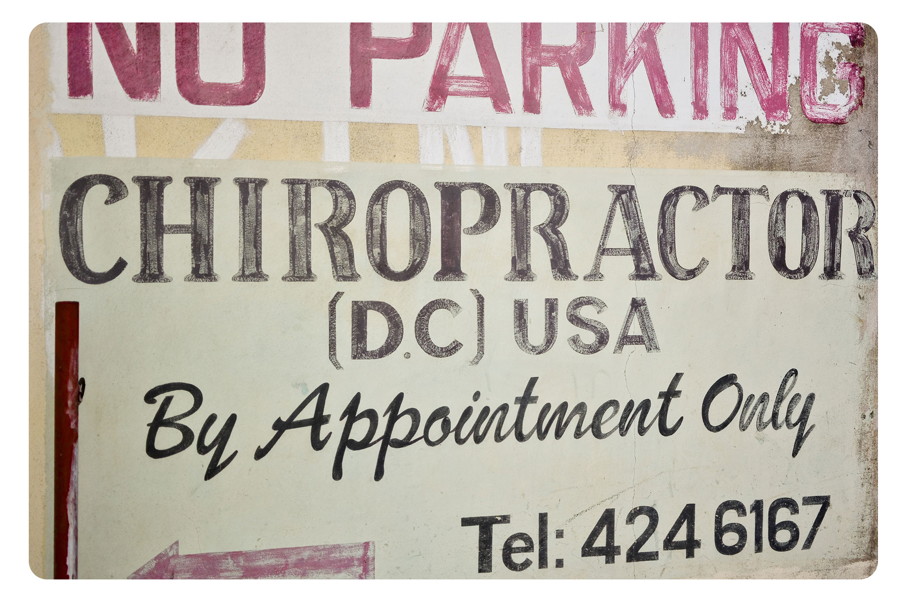 NO PARKING
CHIROPRACTOR
(D.C) USA
By Appointment Only
Tel: 424 6167